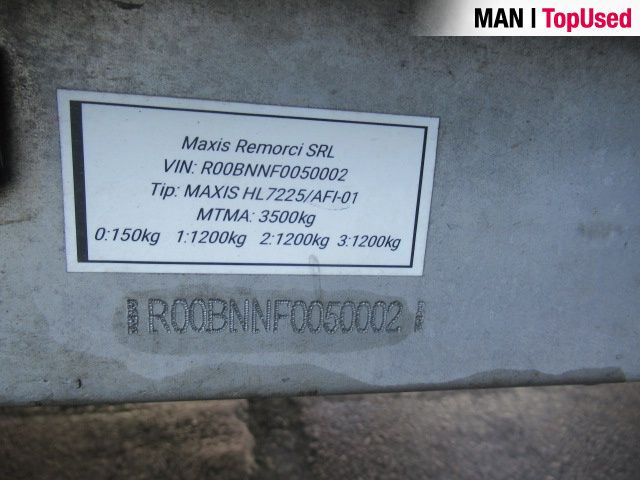 MAN | TopUsed
Maxis Remorci SRL
VIN: R00BNNF0050002
Tip: MAXIS HL7225/AFI-01
MTMA: 3500kg
0:150kg 1:1200kg 2:1200kg 3:1200kg
R00BNNF0050002